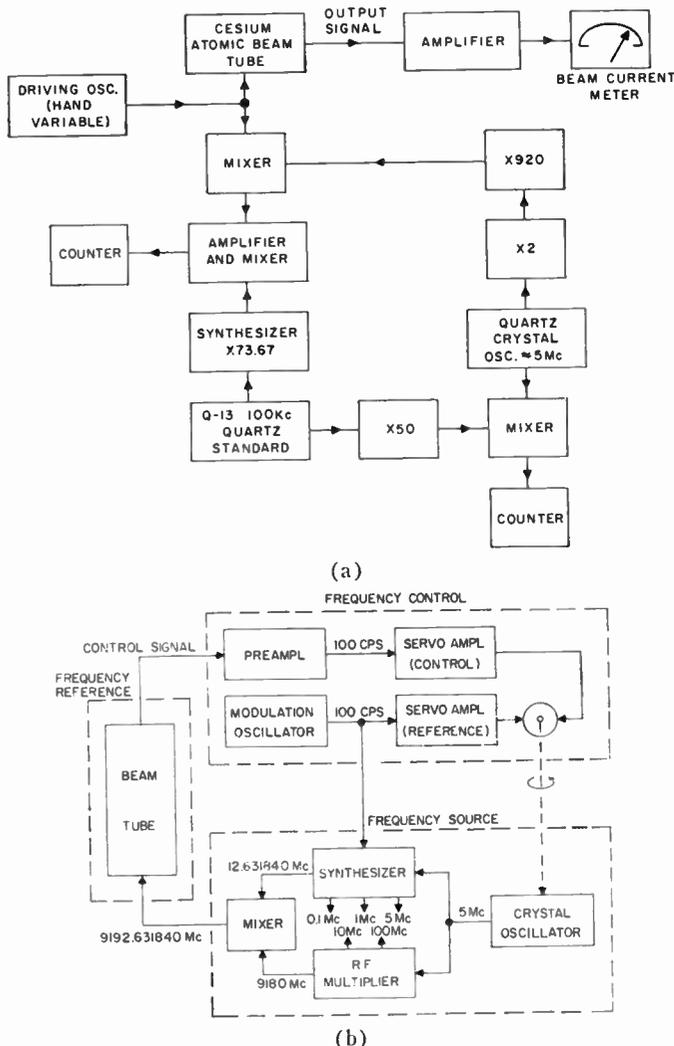 CESIUM
ATOMIC BEAM
TUBE
OUTPUT
SIGNAL
AMPLIFIER
BEAM CURRENT
METER
DRIVING OSC.
(HAND
VARIABLE)
MIXER
X920
COUNTER
AMPLIFIER
AND MIXER
X2
SYNTHESIZER
X73.67
QUARTZ
CRYSTAL
OSC. ≈ 5Mc
Q-13 100Kc
QUARTZ
STANDARD
X50
MIXER
COUNTER
(a)
FREQUENCY CONTROL
CONTROL SIGNAL
PREAMPL
100 CPS
SERVO AMPL
(CONTROL)
FREQUENCY
REFERENCE
MODULATION
OSCILLATOR
100 CPS
SERVO AMPL
(REFERENCE)
BEAM
TUBE
FREQUENCY SOURCE
12.631840 Mc
SYNTHESIZER
0.1Mc 1Mc 5Mc
10Mc 100Mc
MIXER
5Mc
CRYSTAL
OSCILLATOR
9192.631840 Mc
9180 Mc
RF
MULTIPLIER
(b)